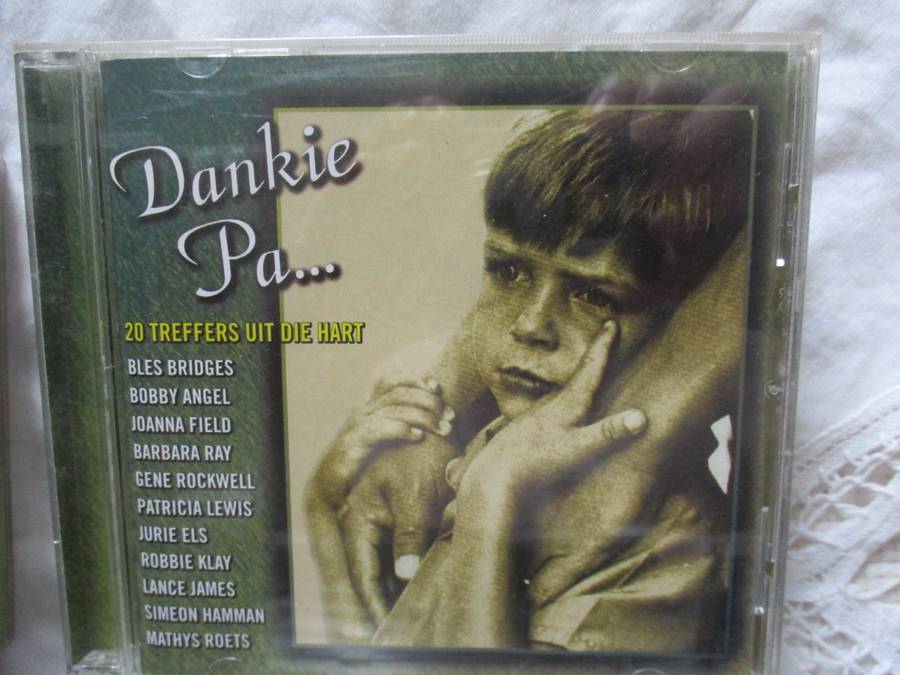 Dankie
Pa...
20 TREFFERS UIT DIE HART
BLES BRIDGES
BOBBY ANGEL
JOANNA FIELD
BARBARA RAY
GENE ROCKWELL
PATRICIA LEWIS
JURIE ELS
ROBBIE KLAY
LANCE JAMES
SIMEON HAMMAN
MATHYS ROETS